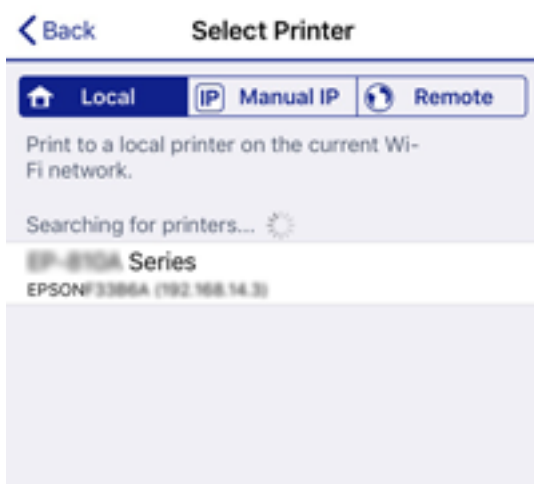 Back
Select Printer
Local
IP
Manual IP
Remote
Print to a local printer on the current Wi-
Fi network.
Searching for printers...
Series
EPSON